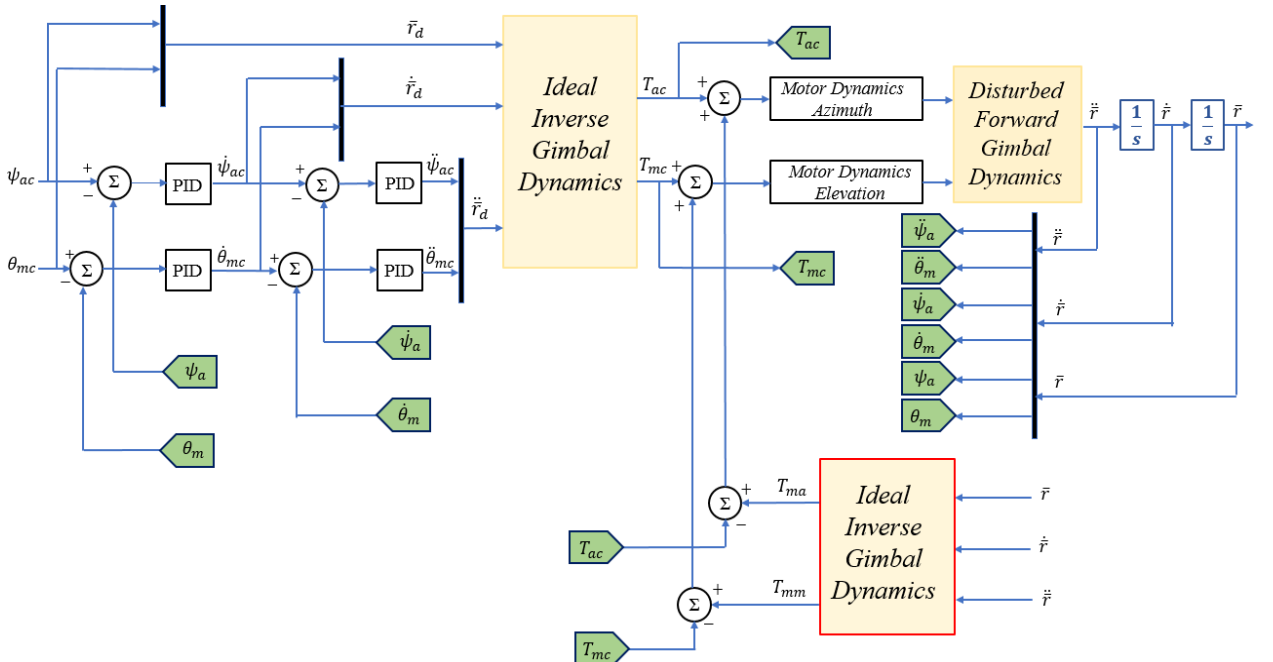 r̄_d
T_ac
ṙ̄_d
Ideal
Inverse
Gimbal
Dynamics
T_ac
+
+
Σ
Motor Dynamics
Azimuth
Disturbed
Forward
Gimbal
Dynamics
r̈̄
1
s
ṙ̄
1
s
r̄
ψ_ac
+
−
Σ
PID
ψ̇_ac
+
−
Σ
PID
ψ̈_ac
r̈̄_d
T_mc
+
+
Σ
Motor Dynamics
Elevation
θ_mc
+
−
Σ
PID
θ̇_mc
+
−
Σ
PID
θ̈_mc
T_mc
ψ̈_a
r̈̄
θ̈_m
ψ̇_a
ṙ̄
θ̇_m
ψ_a
r̄
θ_m
ψ̇_a
ψ_a
θ̇_m
θ_m
Σ
+
−
T_ma
Ideal
Inverse
Gimbal
Dynamics
r̄
ṙ̄
r̈̄
T_ac
Σ
+
−
T_mm
T_mc